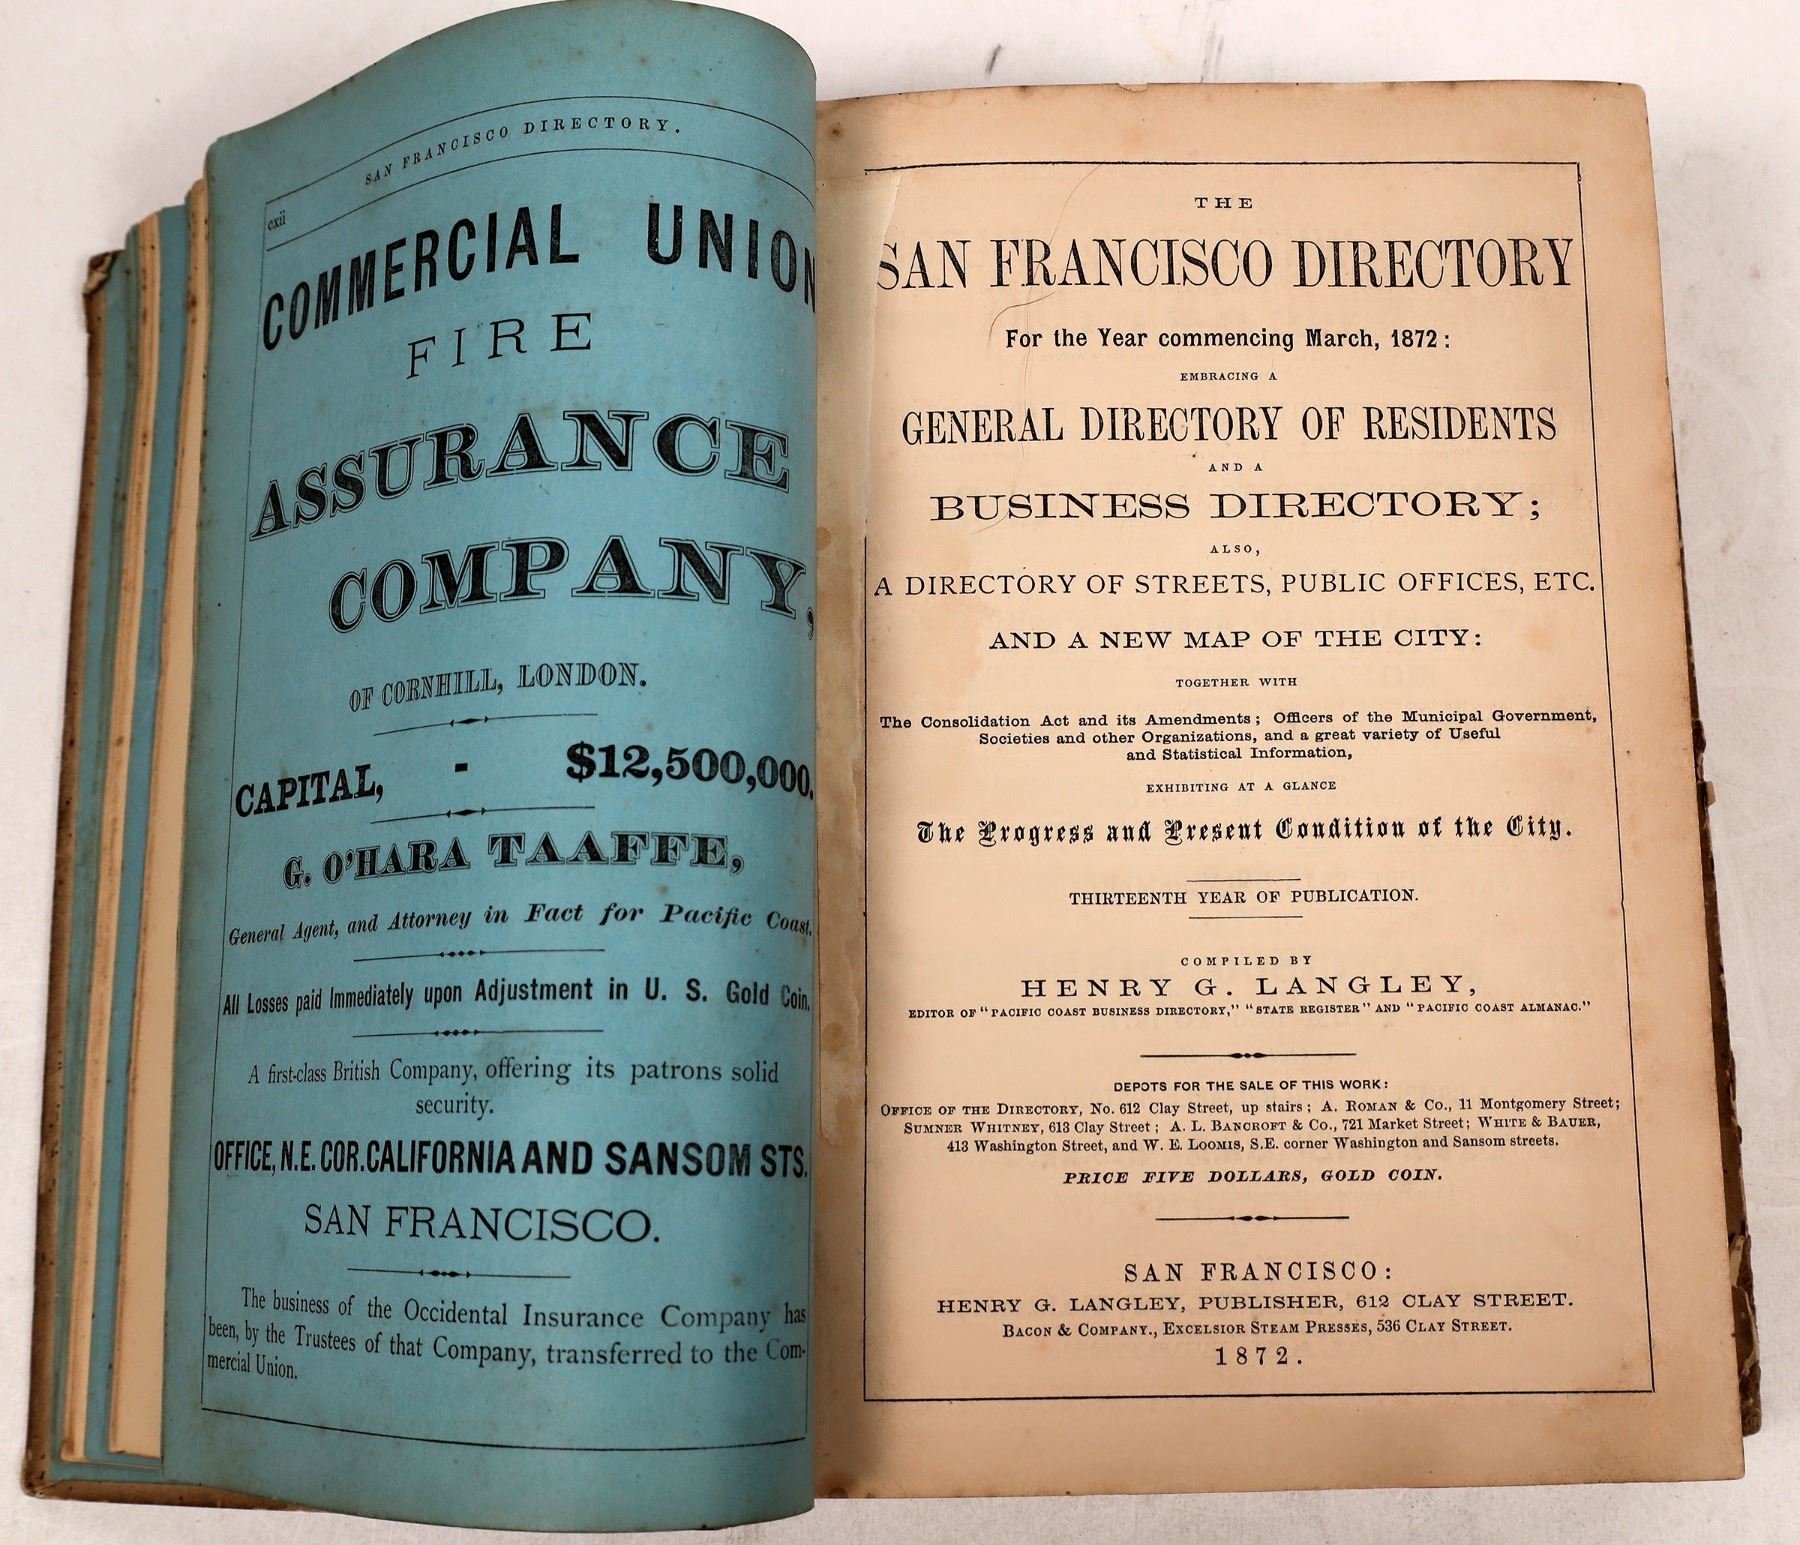 cxii
SAN FRANCISCO DIRECTORY.
COMMERCIAL UNION
FIRE
ASSURANCE
COMPANY,
OF CORNHILL, LONDON.
CAPITAL, - $12,500,000.
G. O'HARA TAAFFE,
General Agent, and Attorney in Fact for Pacific Coast.
All Losses paid Immediately upon Adjustment in U. S. Gold Coin.
A first-class British Company, offering its patrons solid
security.
OFFICE, N. E. COR. CALIFORNIA AND SANSOM STS.
SAN FRANCISCO.
The business of the Occidental Insurance Company has
been, by the Trustees of that Company, transferred to the Com-
mercial Union.
THE
SAN FRANCISCO DIRECTORY
For the Year commencing March, 1872:
EMBRACING A
GENERAL DIRECTORY OF RESIDENTS
AND A
BUSINESS DIRECTORY;
ALSO,
A DIRECTORY OF STREETS, PUBLIC OFFICES, ETC.
AND A NEW MAP OF THE CITY:
TOGETHER WITH
The Consolidation Act and its Amendments; Officers of the Municipal Government,
Societies and other Organizations, and a great variety of Useful
and Statistical Information,
EXHIBITING AT A GLANCE
The Progress and Present Condition of the City.
THIRTEENTH YEAR OF PUBLICATION.
COMPILED BY
HENRY G. LANGLEY,
EDITOR OF "PACIFIC COAST BUSINESS DIRECTORY," "STATE REGISTER" AND "PACIFIC COAST ALMANAC."
DEPOTS FOR THE SALE OF THIS WORK:
OFFICE OF THE DIRECTORY, No. 612 Clay Street, up stairs; A. ROMAN & CO., 11 Montgomery Street;
SUMNER WHITNEY, 613 Clay Street; A. L. BANCROFT & CO., 721 Market Street; WHITE & BAUER,
413 Washington Street, and W. E. LOOMIS, S.E. corner Washington and Sansom streets.
PRICE FIVE DOLLARS, GOLD COIN.
SAN FRANCISCO:
HENRY G. LANGLEY, PUBLISHER, 612 CLAY STREET.
BACON & COMPANY., EXCELSIOR STEAM PRESSES, 536 CLAY STREET.
1872.